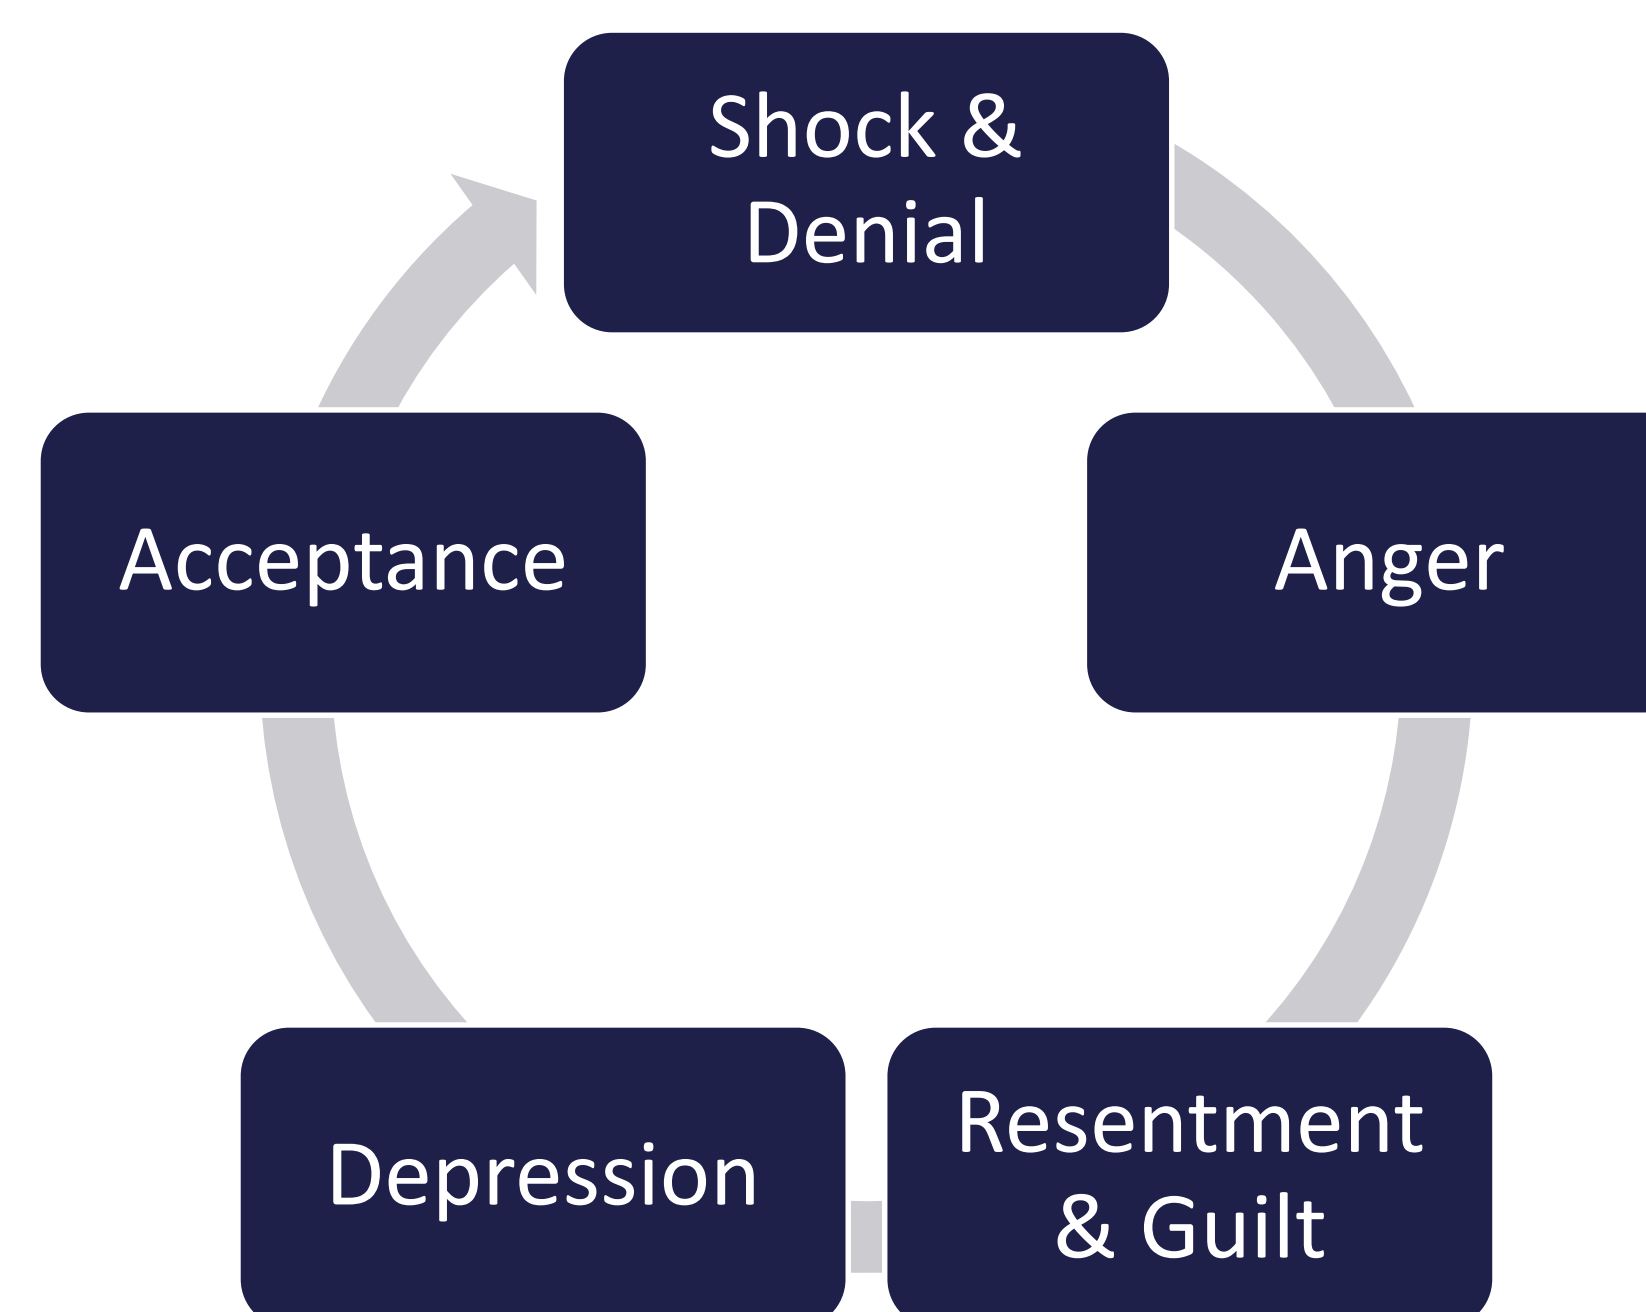 Shock &
Denial
Anger
Resentment
& Guilt
Depression
Acceptance